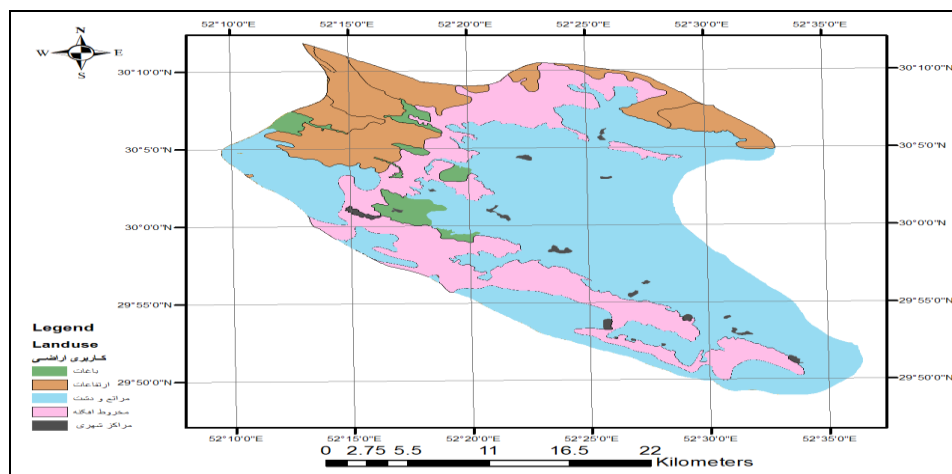 52°10'0"E 52°15'0"E 52°20'0"E 52°25'0"E 52°30'0"E 52°35'0"E
N
W E
S
30°10'0"N 30°10'0"N
30°5'0"N 30°5'0"N
30°0'0"N 30°0'0"N
29°55'0"N 29°55'0"N
29°50'0"N 29°50'0"N
Legend
Landuse
کاربری اراضی
باغات
ارتفاعات
مراتع و دشت
مخروط افکنه
مراکز شهری
52°10'0"E 52°15'0"E 52°20'0"E 52°25'0"E 52°30'0"E 52°35'0"E
0 2.75 5.5 11 16.5 22
Kilometers